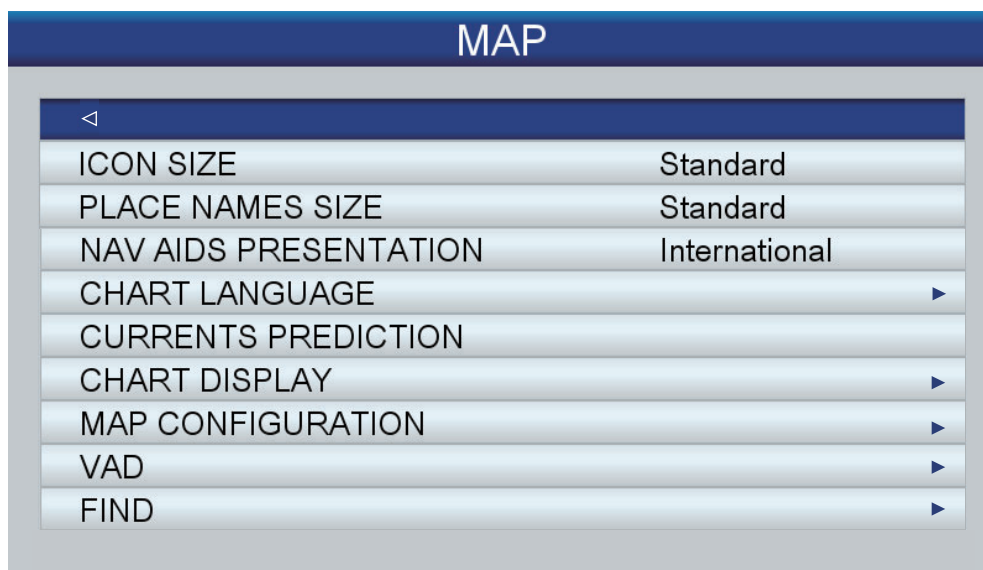 MAP
ICON SIZE Standard
PLACE NAMES SIZE Standard
NAV AIDS PRESENTATION International
CHART LANGUAGE
CURRENTS PREDICTION
CHART DISPLAY
MAP CONFIGURATION
VAD
FIND